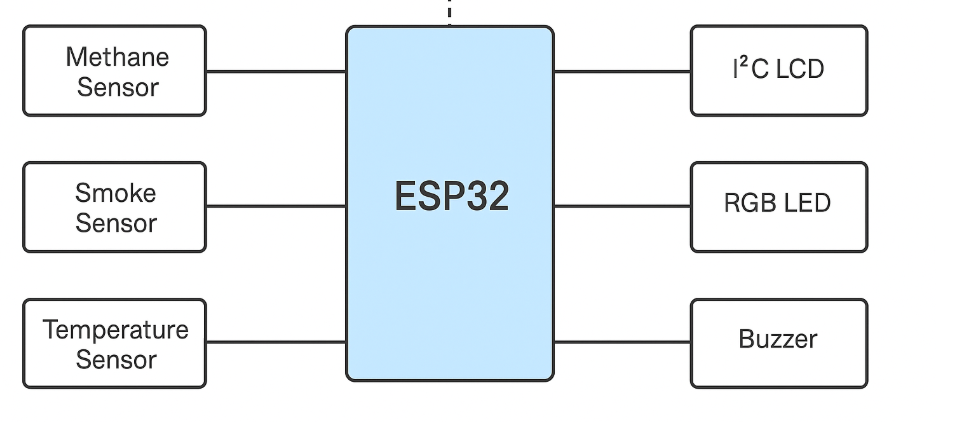 Methane
Sensor
Smoke
Sensor
Temperature
Sensor
ESP32
I²C LCD
RGB LED
Buzzer